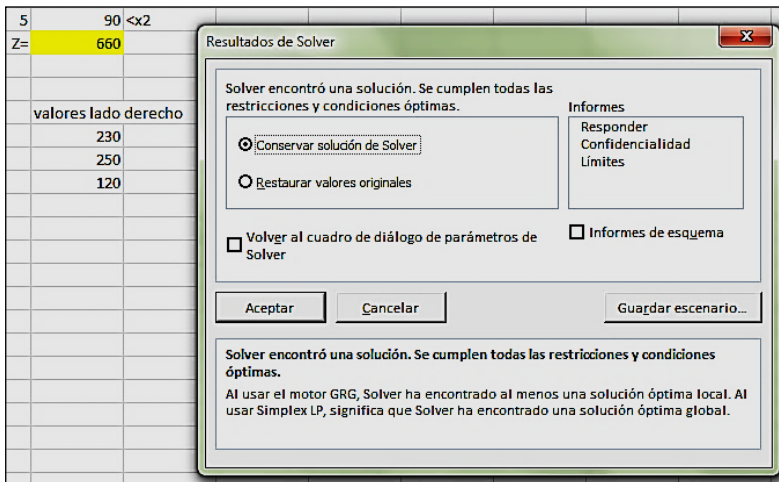 5 90 <x2
Z= 660
valores lado derecho
230
250
120
Resultados de Solver
Solver encontró una solución. Se cumplen todas las
restricciones y condiciones óptimas.
Conservar solución de Solver
Restaurar valores originales
Informes
Responder
Confidencialidad
Límites
Volver al cuadro de diálogo de parámetros de
Solver
Informes de esquema
Aceptar
Cancelar
Guardar escenario...
Solver encontró una solución. Se cumplen todas las restricciones y condiciones
óptimas.
Al usar el motor GRG, Solver ha encontrado al menos una solución óptima local. Al
usar Simplex LP, significa que Solver ha encontrado una solución óptima global.